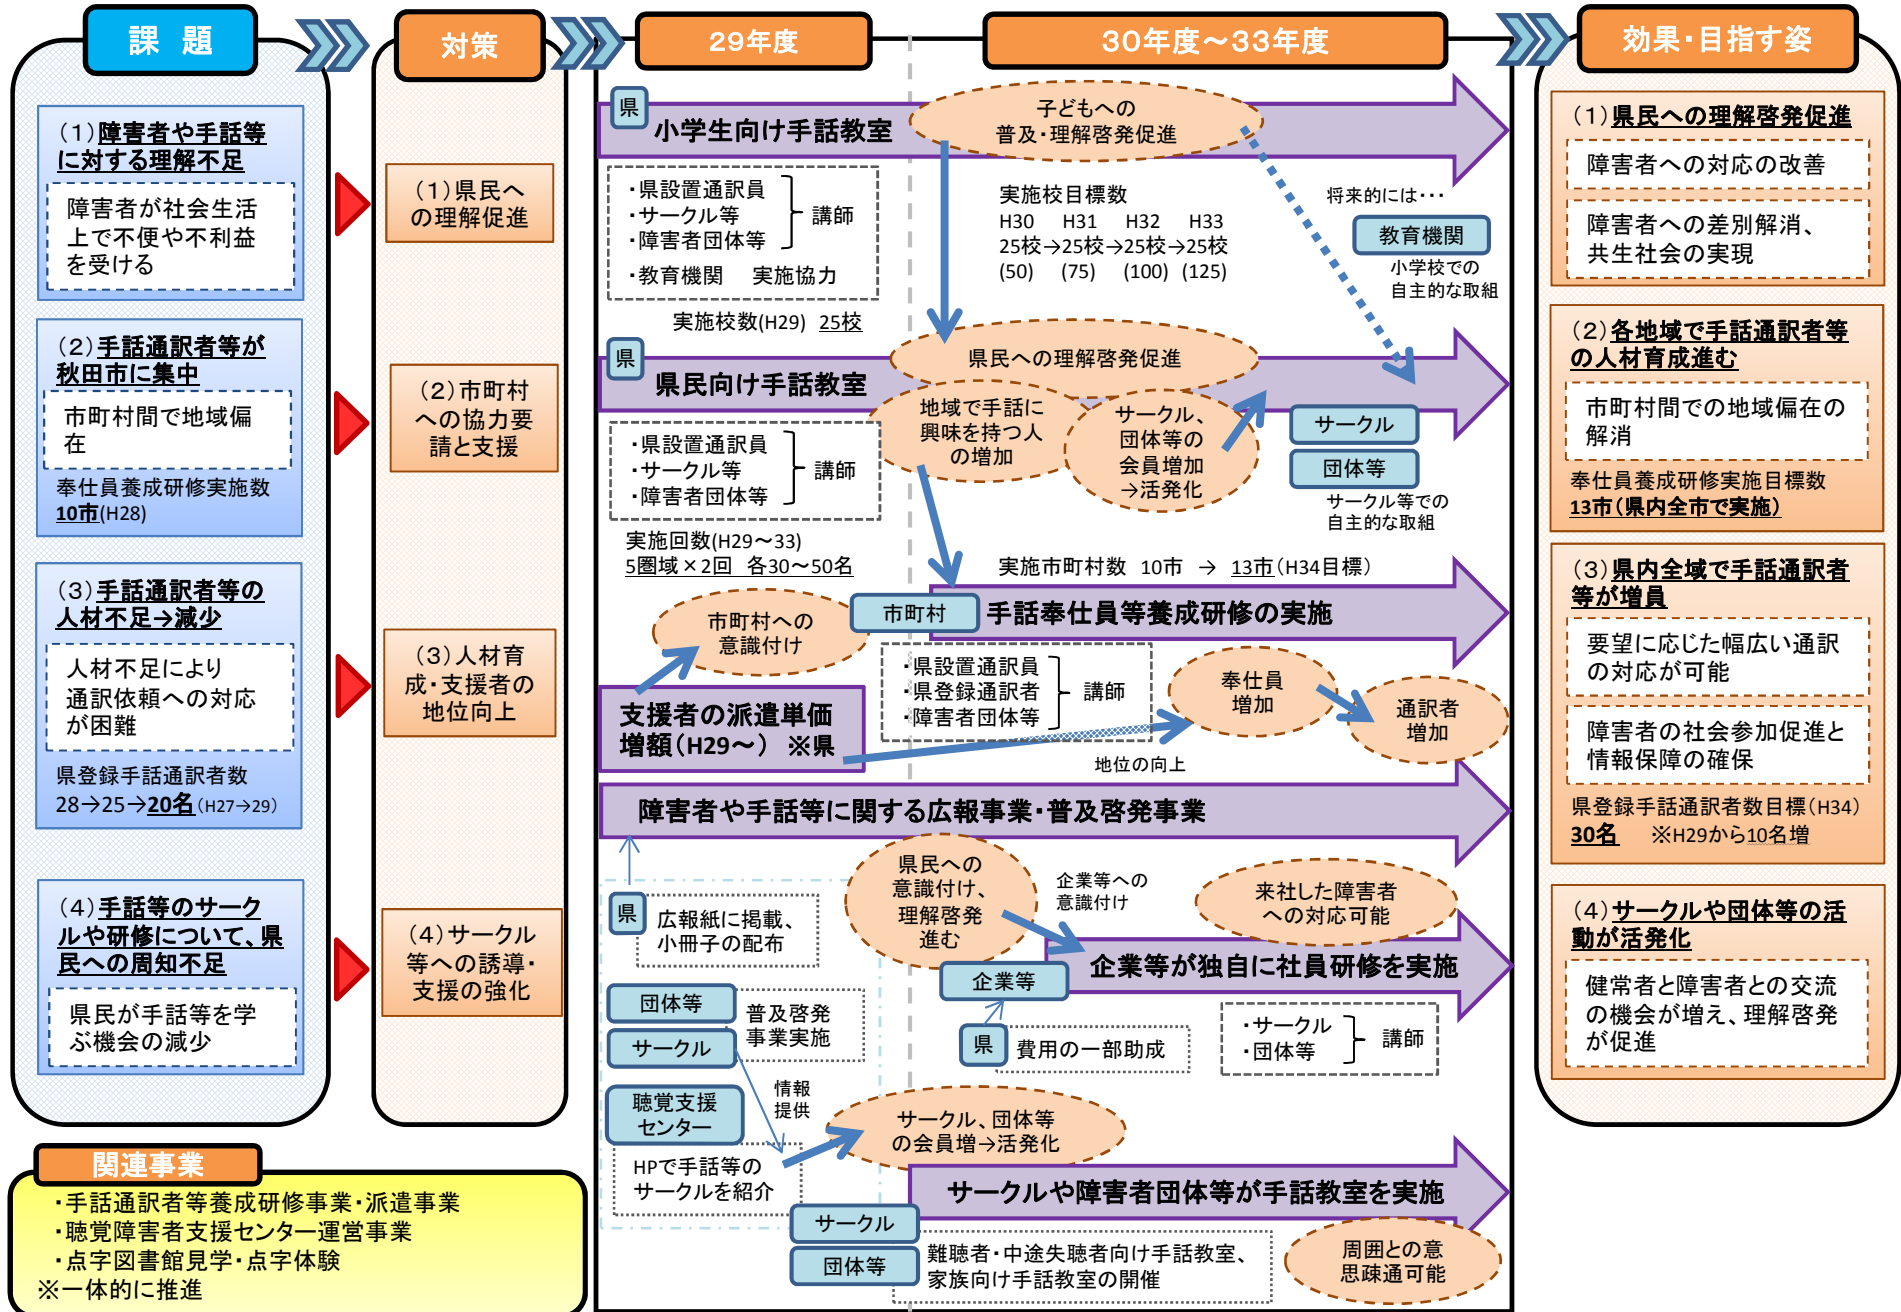 課 題
(1)障害者や手話等
に対する理解不足
障害者が社会生活
上で不便や不利益
を受ける
(2)手話通訳者等が
秋田市に集中
市町村間で地域偏
在
奉仕員養成研修実施数
10市(H28)
(3)手話通訳者等の
人材不足→減少
人材不足により
通訳依頼への対応
が困難
県登録手話通訳者数
28→25→20名(H27→29)
(4)手話等のサーク
ルや研修について、県
民への周知不足
県民が手話等を学
ぶ機会の減少
対策
(1)県民へ
の理解促進
(2)市町村
への協力要
請と支援
(3)人材育
成・支援者の
地位向上
(4)サークル
等への誘導・
支援の強化
29年度
30年度～33年度
県
小学生向け手話教室
子どもへの
普及・理解啓発促進
・県設置通訳員
・サークル等
・障害者団体等
講師
・教育機関 実施協力
実施校数(H29) 25校
実施校目標数
H30 H31 H32 H33
25校→25校→25校→25校
(50) (75) (100) (125)
将来的には・・・
教育機関
小学校での
自主的な取組
県
県民向け手話教室
県民への理解啓発促進
地域で手話に
興味を持つ人
の増加
サークル、
団体等の
会員増加
→活発化
サークル
団体等
サークル等での
自主的な取組
・県設置通訳員
・サークル等
・障害者団体等
講師
実施回数(H29～33)
5圏域×2回 各30～50名
実施市町村数 10市 → 13市(H34目標)
市町村
手話奉仕員等養成研修の実施
市町村への
意識付け
・県設置通訳員
・県登録通訳者
・障害者団体等
講師
奉仕員
増加
通訳者
増加
支援者の派遣単価
増額(H29～) ※県
地位の向上
障害者や手話等に関する広報事業・普及啓発事業
県
広報紙に掲載、
小冊子の配布
県民への
意識付け、
理解啓発
進む
企業等への
意識付け
来社した障害者
への対応可能
企業等
企業等が独自に社員研修を実施
県
費用の一部助成
・サークル
・団体等
講師
団体等
サークル
普及啓発
事業実施
情報
提供
聴覚支援
センター
HPで手話等の
サークルを紹介
サークル、団体等
の会員増→活発化
サークルや障害者団体等が手話教室を実施
サークル
団体等
難聴者・中途失聴者向け手話教室、
家族向け手話教室の開催
周囲との意
思疎通可能
効果・目指す姿
(1)県民への理解啓発促進
障害者への対応の改善
障害者への差別解消、
共生社会の実現
(2)各地域で手話通訳者等
の人材育成進む
市町村間での地域偏在の
解消
奉仕員養成研修実施目標数
13市(県内全市で実施)
(3)県内全域で手話通訳者
等が増員
要望に応じた幅広い通訳
の対応が可能
障害者の社会参加促進と
情報保障の確保
県登録手話通訳者数目標(H34)
30名 ※H29から10名増
(4)サークルや団体等の活
動が活発化
健常者と障害者との交流
の機会が増え、理解啓発
が促進
関連事業
・手話通訳者等養成研修事業・派遣事業
・聴覚障害者支援センター運営事業
・点字図書館見学・点字体験
※一体的に推進